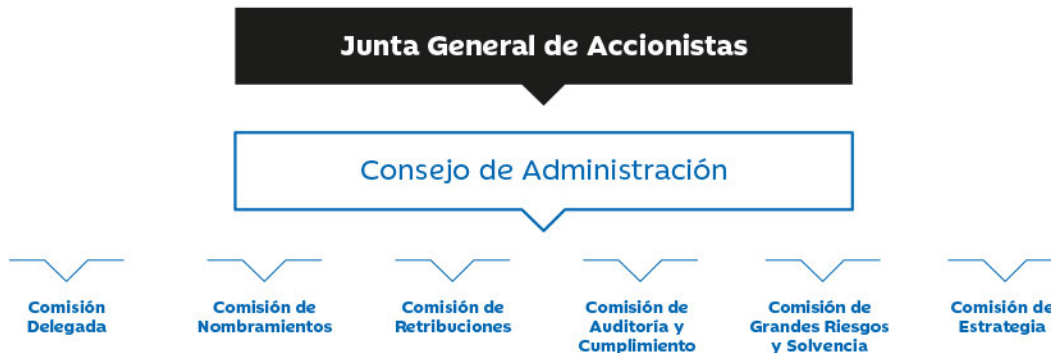 Junta General de Accionistas
Consejo de Administración
Comisión
Delegada
Comisión de
Nombramientos
Comisión de
Retribuciones
Comisión de
Auditoría y
Cumplimiento
Comisión de
Grandes Riesgos
y Solvencia
Comisión de
Estrategia